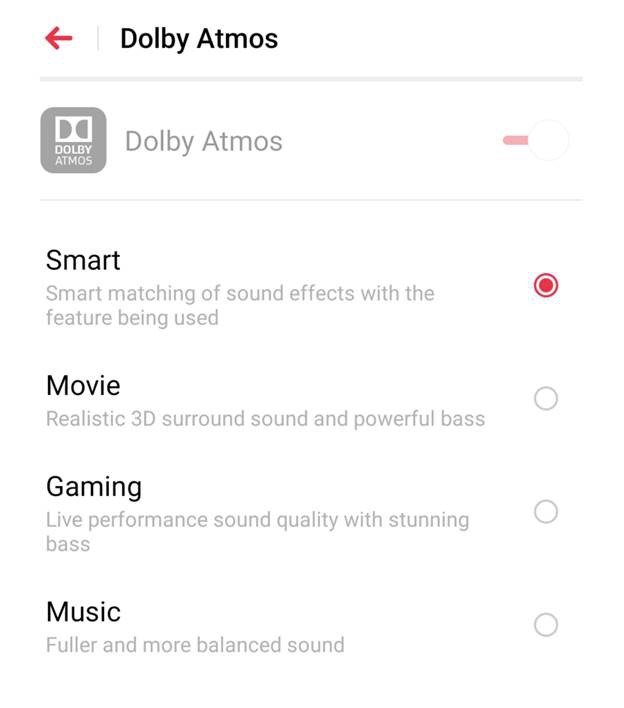 Dolby Atmos
DOLBY
ATMOS
Dolby Atmos
Smart
Smart matching of sound effects with the
feature being used
Movie
Realistic 3D surround sound and powerful bass
Gaming
Live performance sound quality with stunning
bass
Music
Fuller and more balanced sound